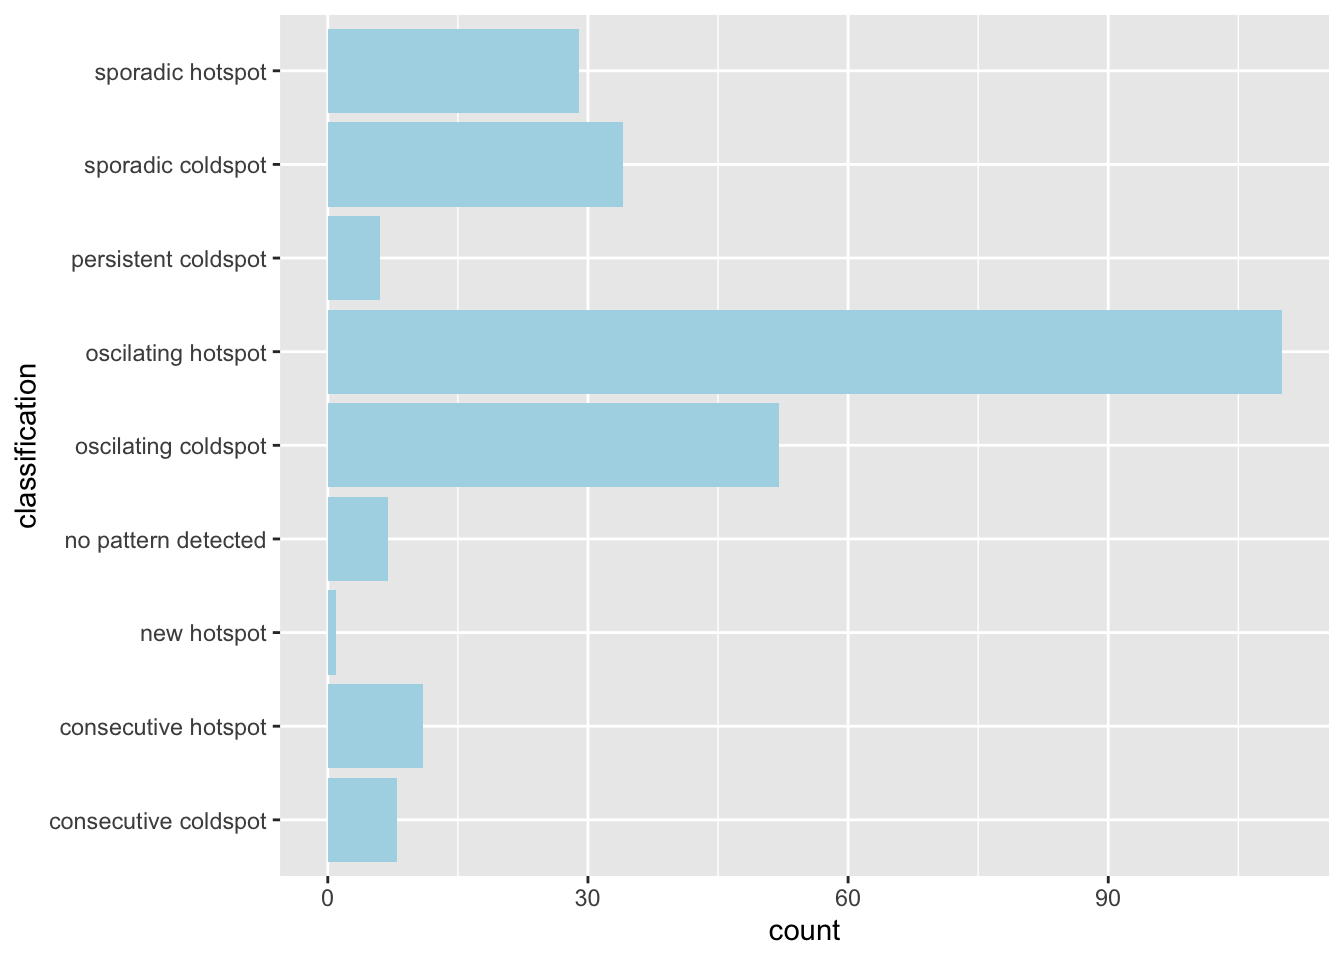 classification
sporadic hotspot
sporadic coldspot
persistent coldspot
oscilating hotspot
oscilating coldspot
no pattern detected
new hotspot
consecutive hotspot
consecutive coldspot
0 30 60 90
count